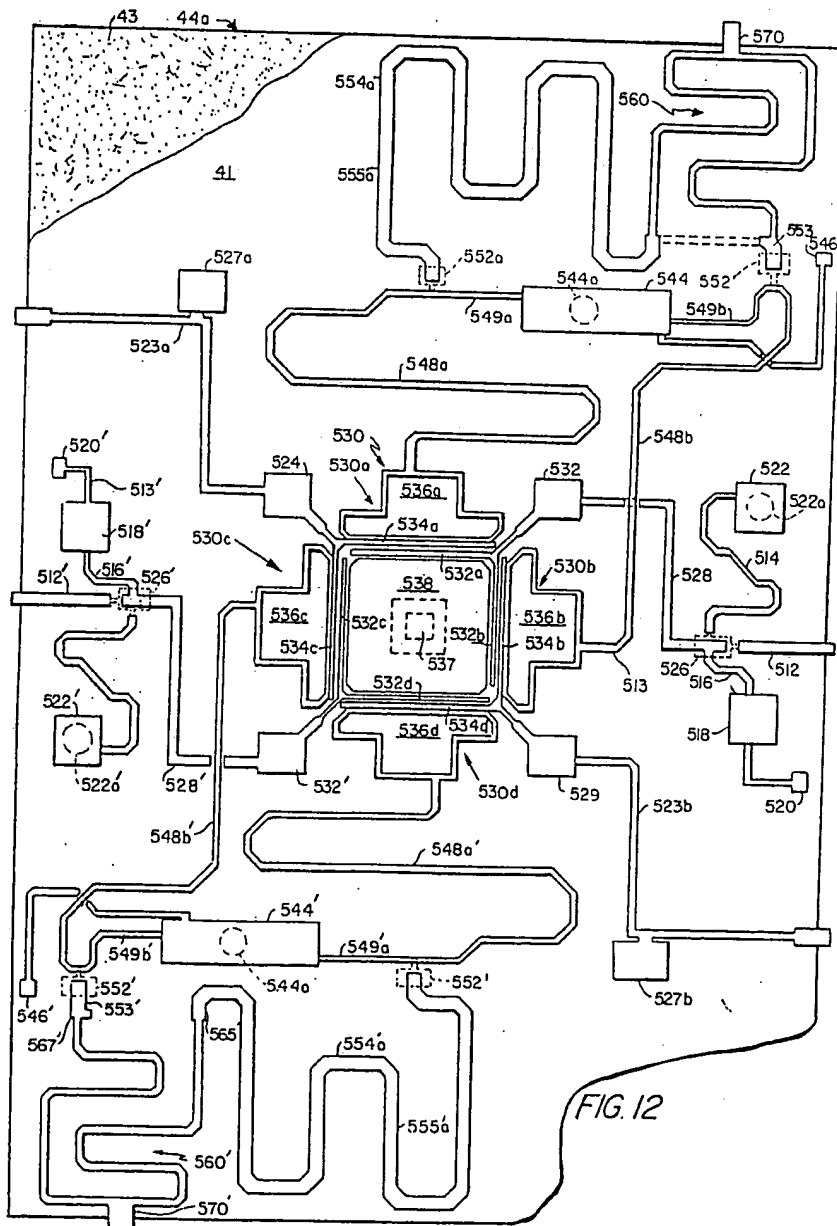 43
44a
570
554a
560
41
555a
553
546
527a
552a
552
544a
544
549a
549b
523a
548a
548b
520'
524
530
530a
532
522
522a
513'
536a
518'
530c
534a
532a
530b
514
516'
526'
528
512'
536c
538
536b
532c
532b
534b
534c
537
526
512
532d
513
516
534d
518
522'
536d
522a'
528'
532'
530d
529
520
548b'
523b
548a'
544'
549b'
549a'
546'
552'
544a
552'
527b
553'
567'
565'
554a'
FIG. 12
555a'
560'
570'